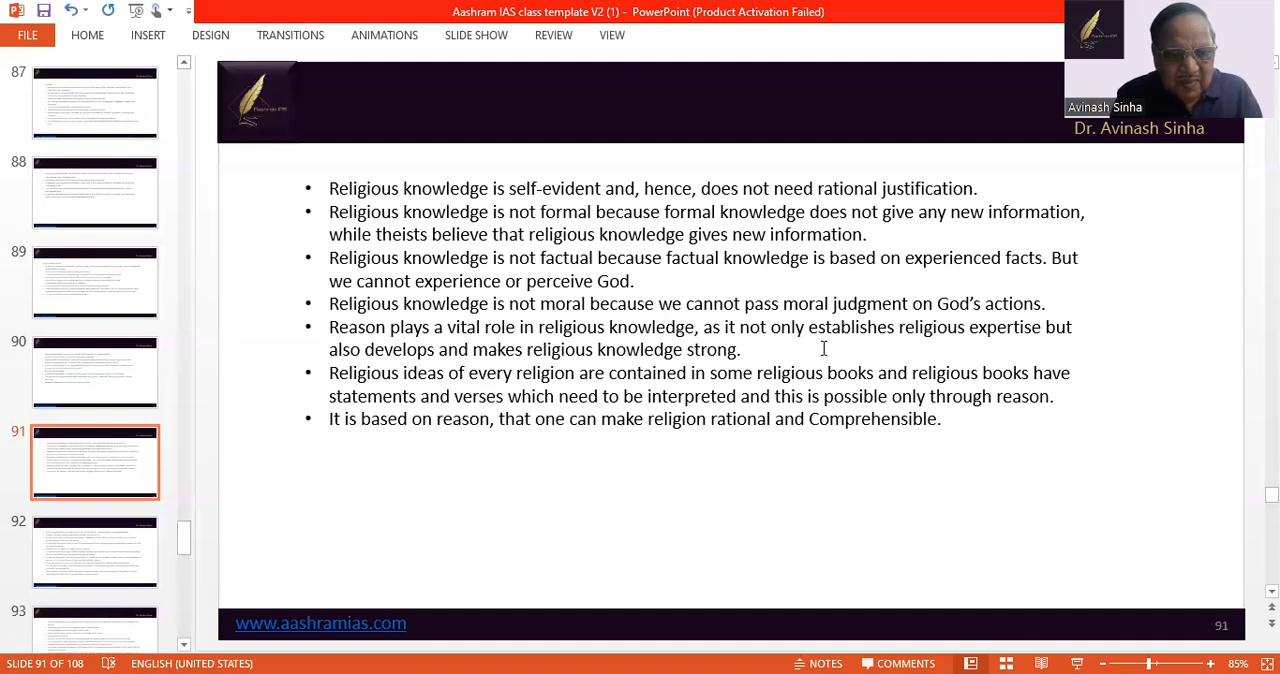 Aashram IAS class template V2 (1) - PowerPoint (Product Activation Failed)
FILE HOME INSERT DESIGN TRANSITIONS ANIMATIONS SLIDE SHOW REVIEW VIEW
Avinash Sinha
Dr. Avinash Sinha
87
88
89
90
91
92
93
• Religious knowledge is self-evident and, hence, does not need rational justification.
• Religious knowledge is not formal because formal knowledge does not give any new information,
while theists believe that religious knowledge gives new information.
• Religious knowledge is not factual because factual knowledge is based on experienced facts. But
we cannot experience or perceive God.
• Religious knowledge is not moral because we cannot pass moral judgment on God's actions.
• Reason plays a vital role in religious knowledge, as it not only establishes religious expertise but
also develops and makes religious knowledge strong.
• Religious ideas of every religion are contained in some religious books and religious books have
statements and verses which need to be interpreted and this is possible only through reason.
• It is based on reason, that one can make religion rational and Comprehensible.
www.aashramias.com
91
SLIDE 91 OF 108 ENGLISH (UNITED STATES) NOTES COMMENTS 85%